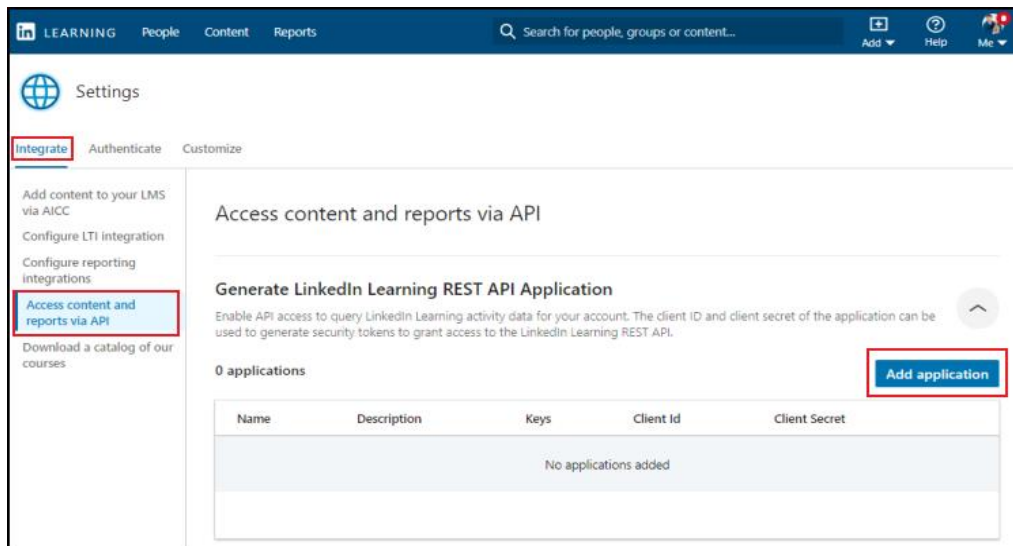 in LEARNING People Content Reports Search for people, groups or content... Add Help Me
Settings
Integrate Authenticate Customize
Add content to your LMS
via AICC
Configure LTI integration
Configure reporting
integrations
Access content and
reports via API
Download a catalog of our
courses
Access content and reports via API
Generate LinkedIn Learning REST API Application
Enable API access to query LinkedIn Learning activity data for your account. The client ID and client secret of the application can be
used to generate security tokens to grant access to the LinkedIn Learning REST API.
0 applications Add application
Name Description Keys Client Id Client Secret
No applications added